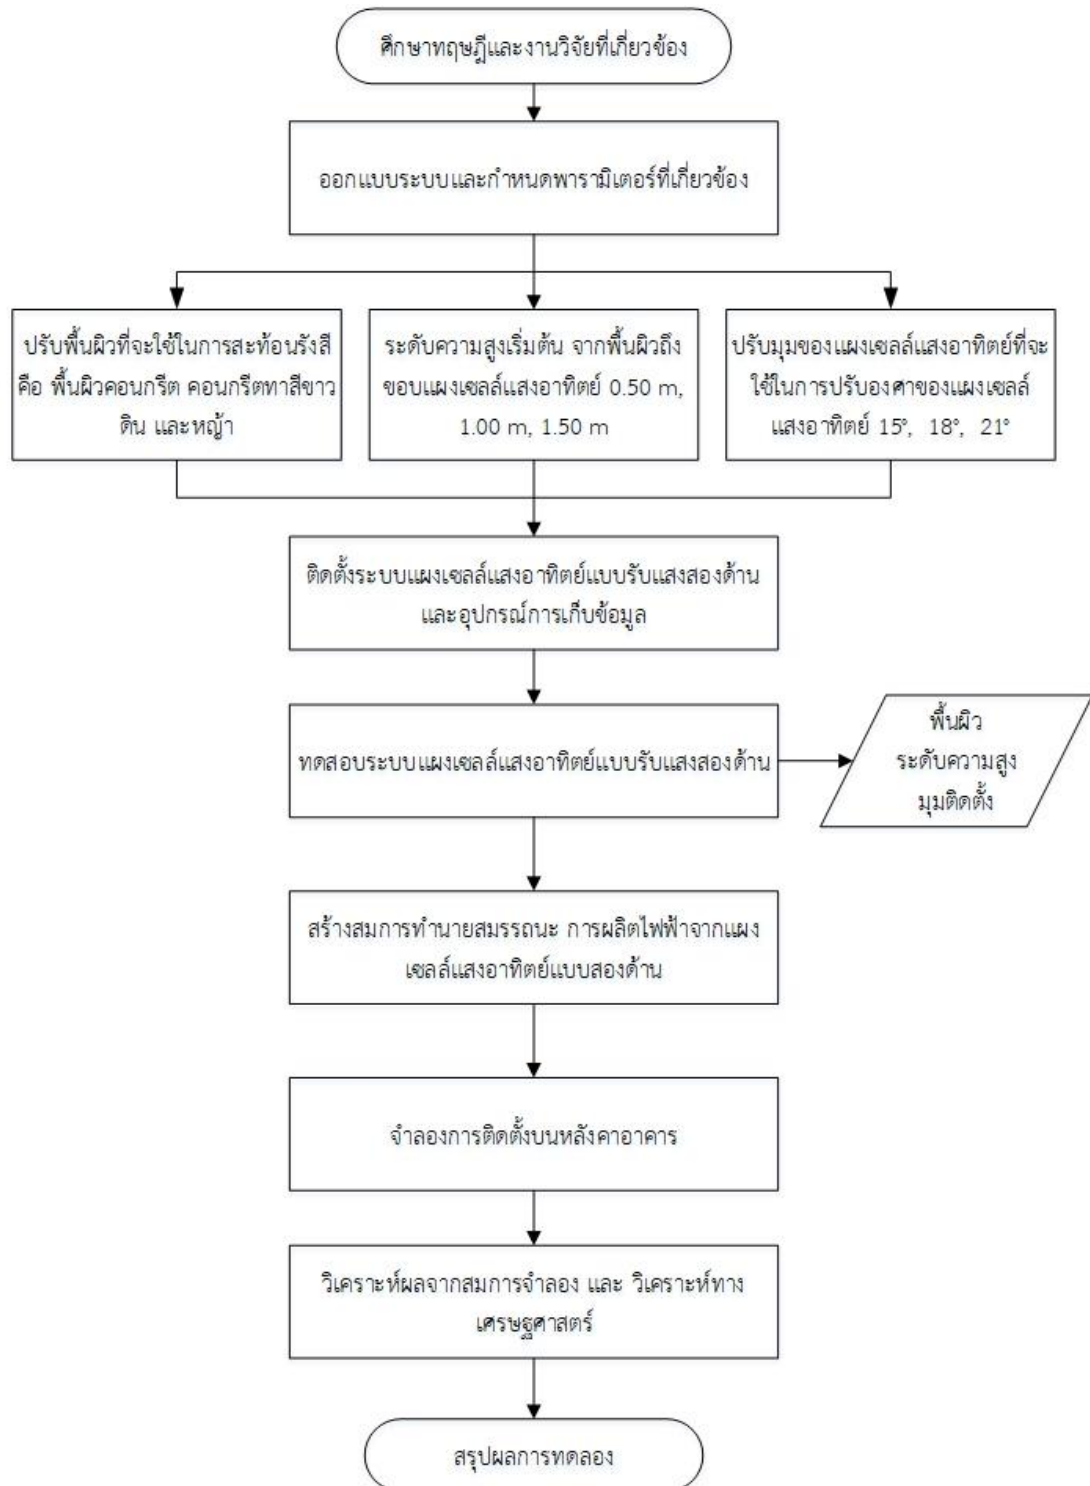 ศึกษาทฤษฎีและงานวิจัยที่เกี่ยวข้อง
ออกแบบระบบและกำหนดพารามิเตอร์ที่เกี่ยวข้อง
ปรับพื้นผิวที่จะใช้ในการสะท้อนรังสี
คือ พื้นผิวคอนกรีต คอนกรีตทาสีขาว
ดิน และหญ้า
ระดับความสูงเริ่มต้น จากพื้นผิวถึง
ขอบแผงเซลล์แสงอาทิตย์ 0.50 m,
1.00 m, 1.50 m
ปรับมุมของแผงเซลล์แสงอาทิตย์ที่จะ
ใช้ในการปรับองศาของแผงเซลล์
แสงอาทิตย์ 15°, 18°, 21°
ติดตั้งระบบแผงเซลล์แสงอาทิตย์แบบรับแสงสองด้าน
และอุปกรณ์การเก็บข้อมูล
ทดสอบระบบแผงเซลล์แสงอาทิตย์แบบรับแสงสองด้าน
พื้นผิว
ระดับความสูง
มุมติดตั้ง
สร้างสมการทำนายสมรรถนะ การผลิตไฟฟ้าจากแผง
เซลล์แสงอาทิตย์แบบสองด้าน
จำลองการติดตั้งบนหลังคาอาคาร
วิเคราะห์ผลจากสมการจำลอง และ วิเคราะห์ทาง
เศรษฐศาสตร์
สรุปผลการทดลอง